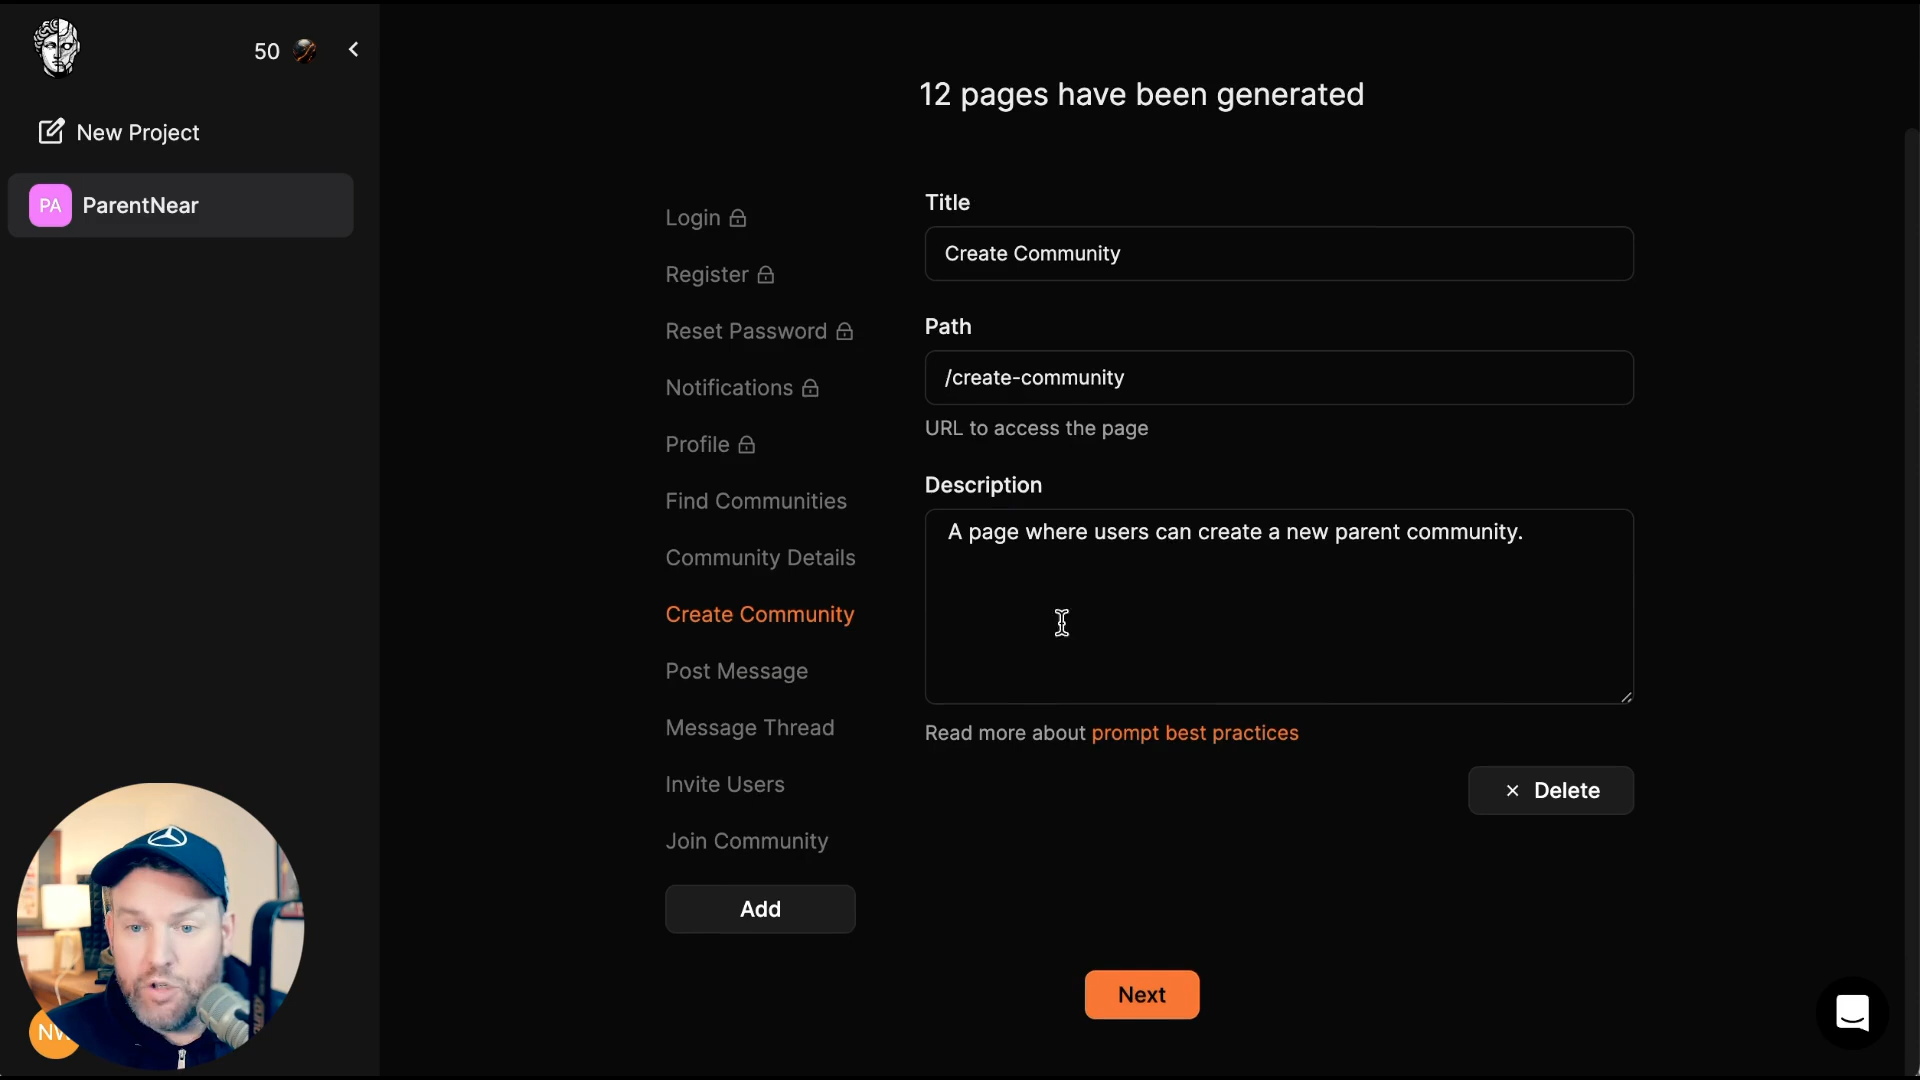 50
New Project
PA ParentNear
12 pages have been generated
Login
Register
Reset Password
Notifications
Profile
Find Communities
Community Details
Create Community
Post Message
Message Thread
Invite Users
Join Community
Add
Title
Create Community
Path
/create-community
URL to access the page
Description
A page where users can create a new parent community.
Read more about prompt best practices
× Delete
Next